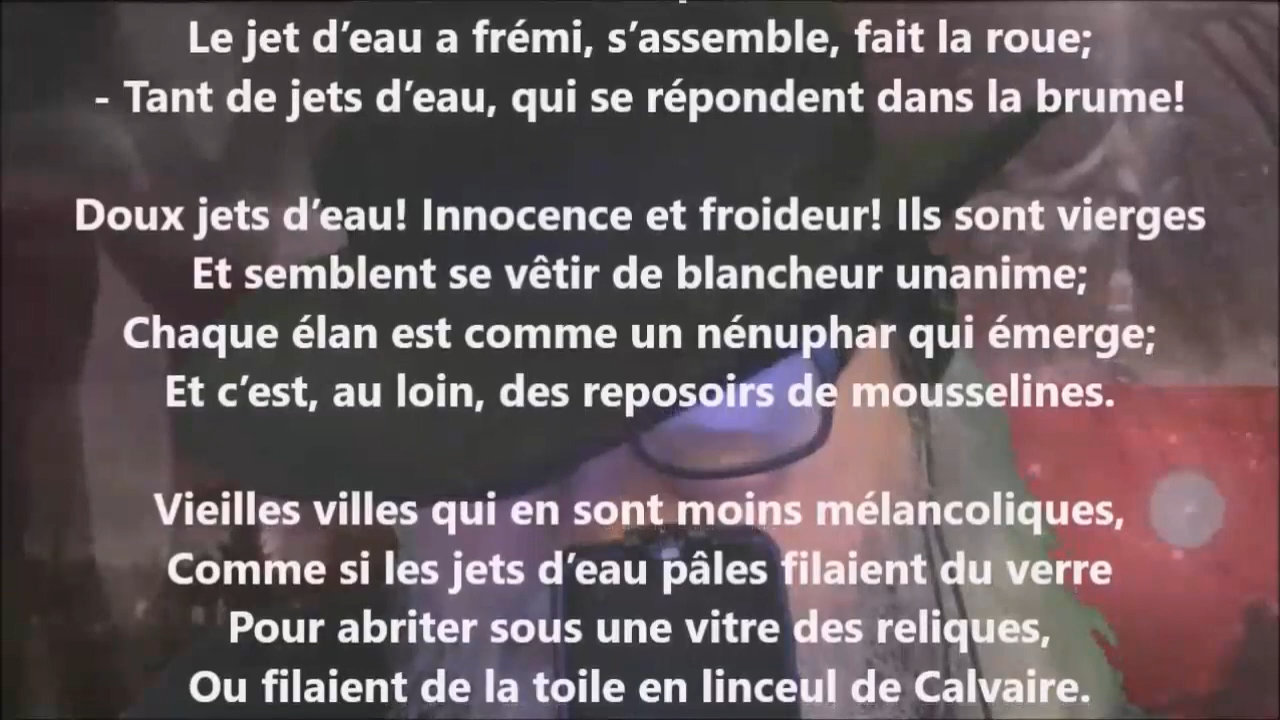 Le jet d’eau a frémi, s’assemble, fait la roue;
- Tant de jets d’eau, qui se répondent dans la brume!
Doux jets d’eau! Innocence et froideur! Ils sont vierges
Et semblent se vêtir de blancheur unanime;
Chaque élan est comme un nénuphar qui émerge;
Et c’est, au loin, des reposoirs de mousselines.
Vieilles villes qui en sont moins mélancoliques,
Comme si les jets d’eau pâles filaient du verre
Pour abriter sous une vitre des reliques,
Ou filaient de la toile en linceul de Calvaire.